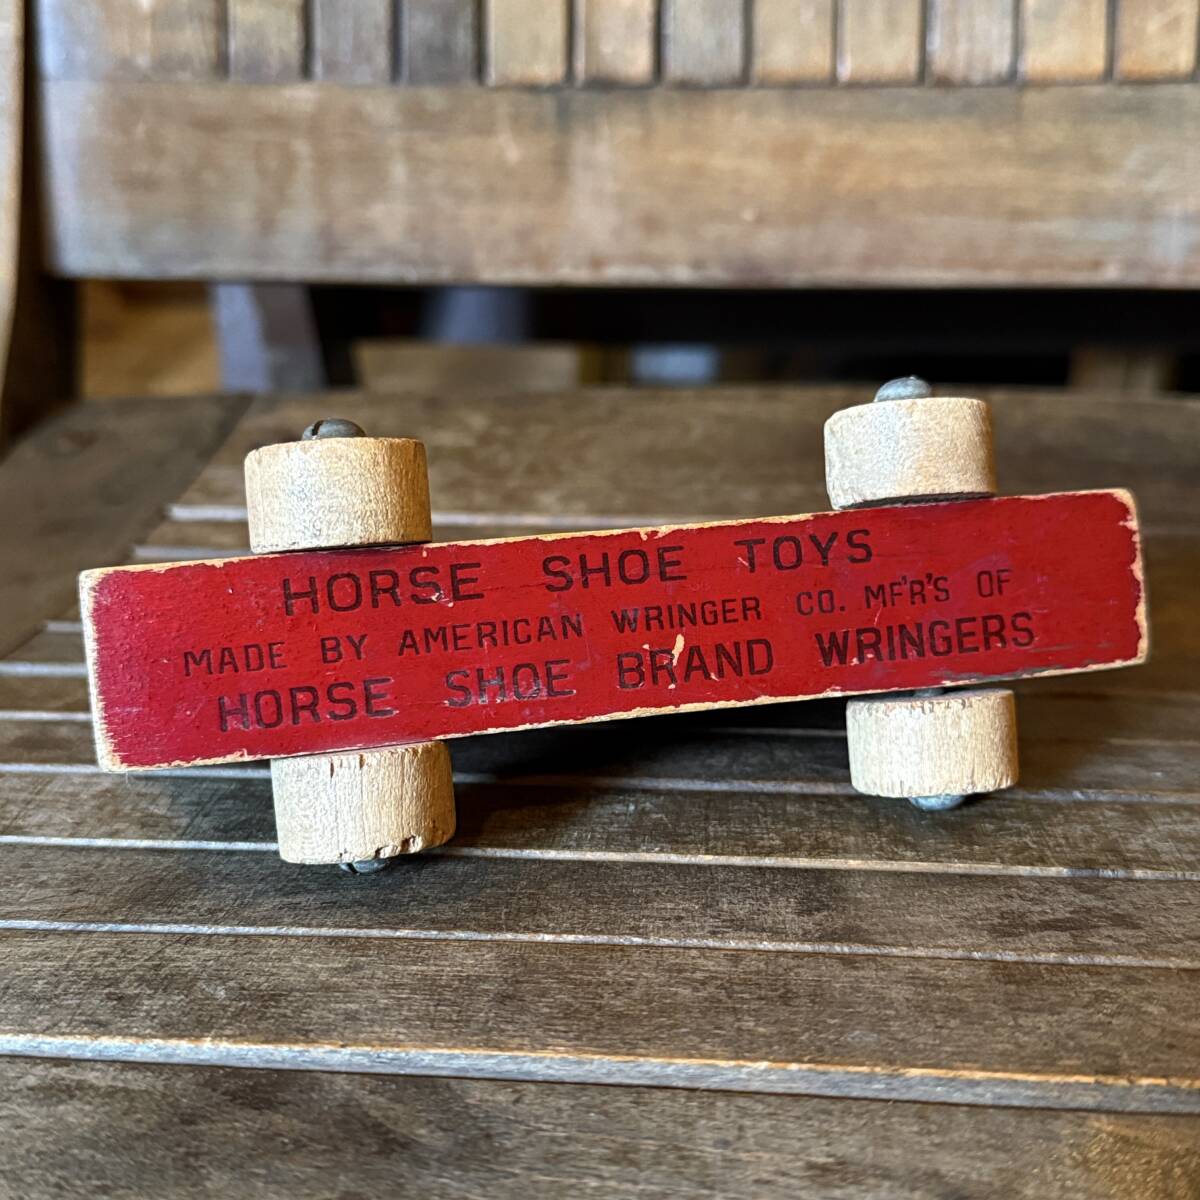 HORSE SHOE TOYS
MADE BY AMERICAN WRINGER CO. MF'R'S OF
HORSE SHOE BRAND WRINGERS